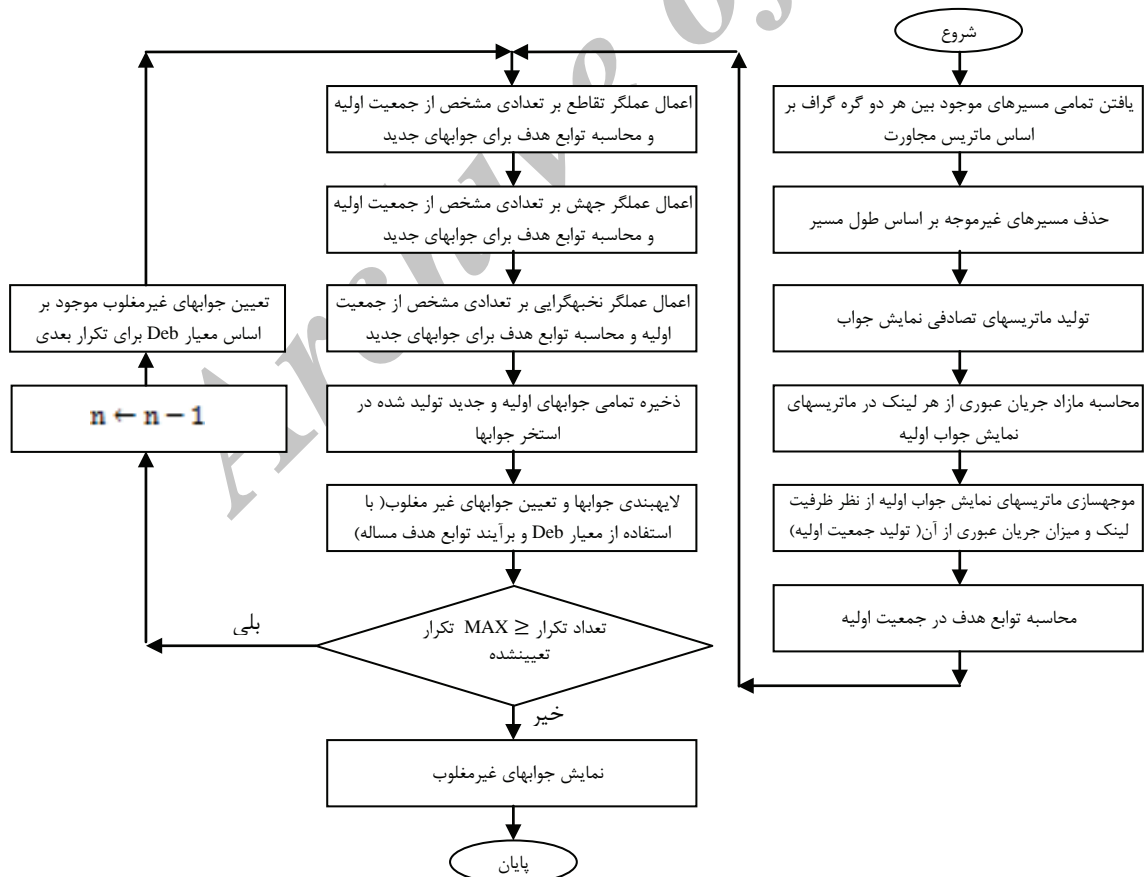 شروع
یافتن تمامی مسیرهای موجود بین هر دو گره گراف بر
اساس ماتریس مجاورت
حذف مسیرهای غیرموجه بر اساس طول مسیر
تولید ماتریسهای تصادفی نمایش جواب
محاسبه مازاد جریان عبوری از هر لینک در ماتریسهای
نمایش جواب اولیه
موجهسازی ماتریسهای نمایش جواب اولیه از نظر ظرفیت
لینک و میزان جریان عبوری از آن( تولید جمعیت اولیه)
محاسبه توابع هدف در جمعیت اولیه
اعمال عملگر تقاطع بر تعدادی مشخص از جمعیت اولیه
و محاسبه توابع هدف برای جوابهای جدید
اعمال عملگر جهش بر تعدادی مشخص از جمعیت اولیه
و محاسبه توابع هدف برای جوابهای جدید
اعمال عملگر نخبهگرایی بر تعدادی مشخص از جمعیت
اولیه و محاسبه توابع هدف برای جوابهای جدید
ذخیره تمامی جوابهای اولیه و جدید تولید شده در
استخر جوابها
لایهبندی جوابها و تعیین جوابهای غیر مغلوب( با
استفاده از معیار Deb و برآیند توابع هدف مساله)
تعداد تکرار ≤ MAX تکرار
تعیینشده
بلی
خیر
n ← n − 1
تعیین جوابهای غیرمغلوب موجود بر
اساس معیار Deb برای تکرار بعدی
نمایش جوابهای غیرمغلوب
پایان
Archive of